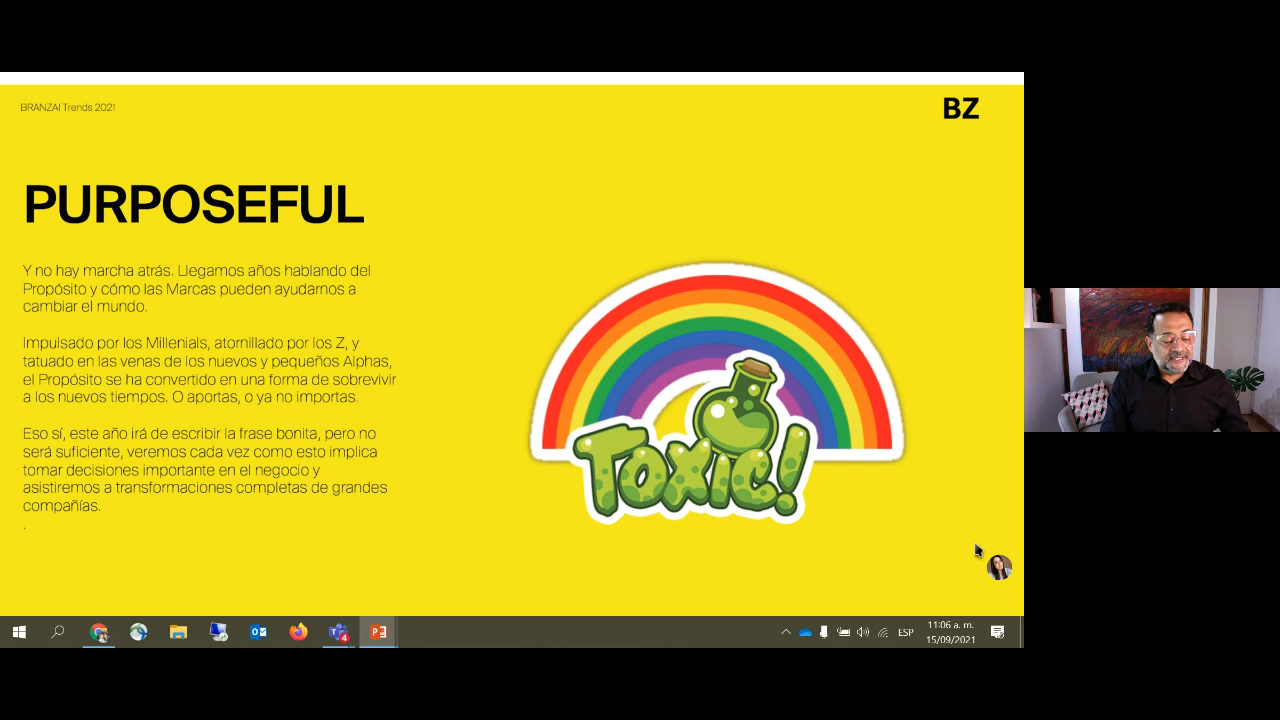 BRANZAI Trends 2021
BZ
PURPOSEFUL
Y no hay marcha atrás. Llegamos años hablando del
Propósito y cómo las Marcas pueden ayudarnos a
cambiar el mundo.
Impulsado por los Millenials, atornillado por los Z, y
tatuado en las venas de los nuevos y pequeños Alphas,
el Propósito se ha convertido en una forma de sobrevivir
a los nuevos tiempos. O aportas, o ya no importas.
Eso sí, este año irá de escribir la frase bonita, pero no
será suficiente, veremos cada vez como esto implica
tomar decisiones importante en el negocio y
asistiremos a transformaciones completas de grandes
compañías.
.
Toxic!
ESP
11:06 a. m.
15/09/2021